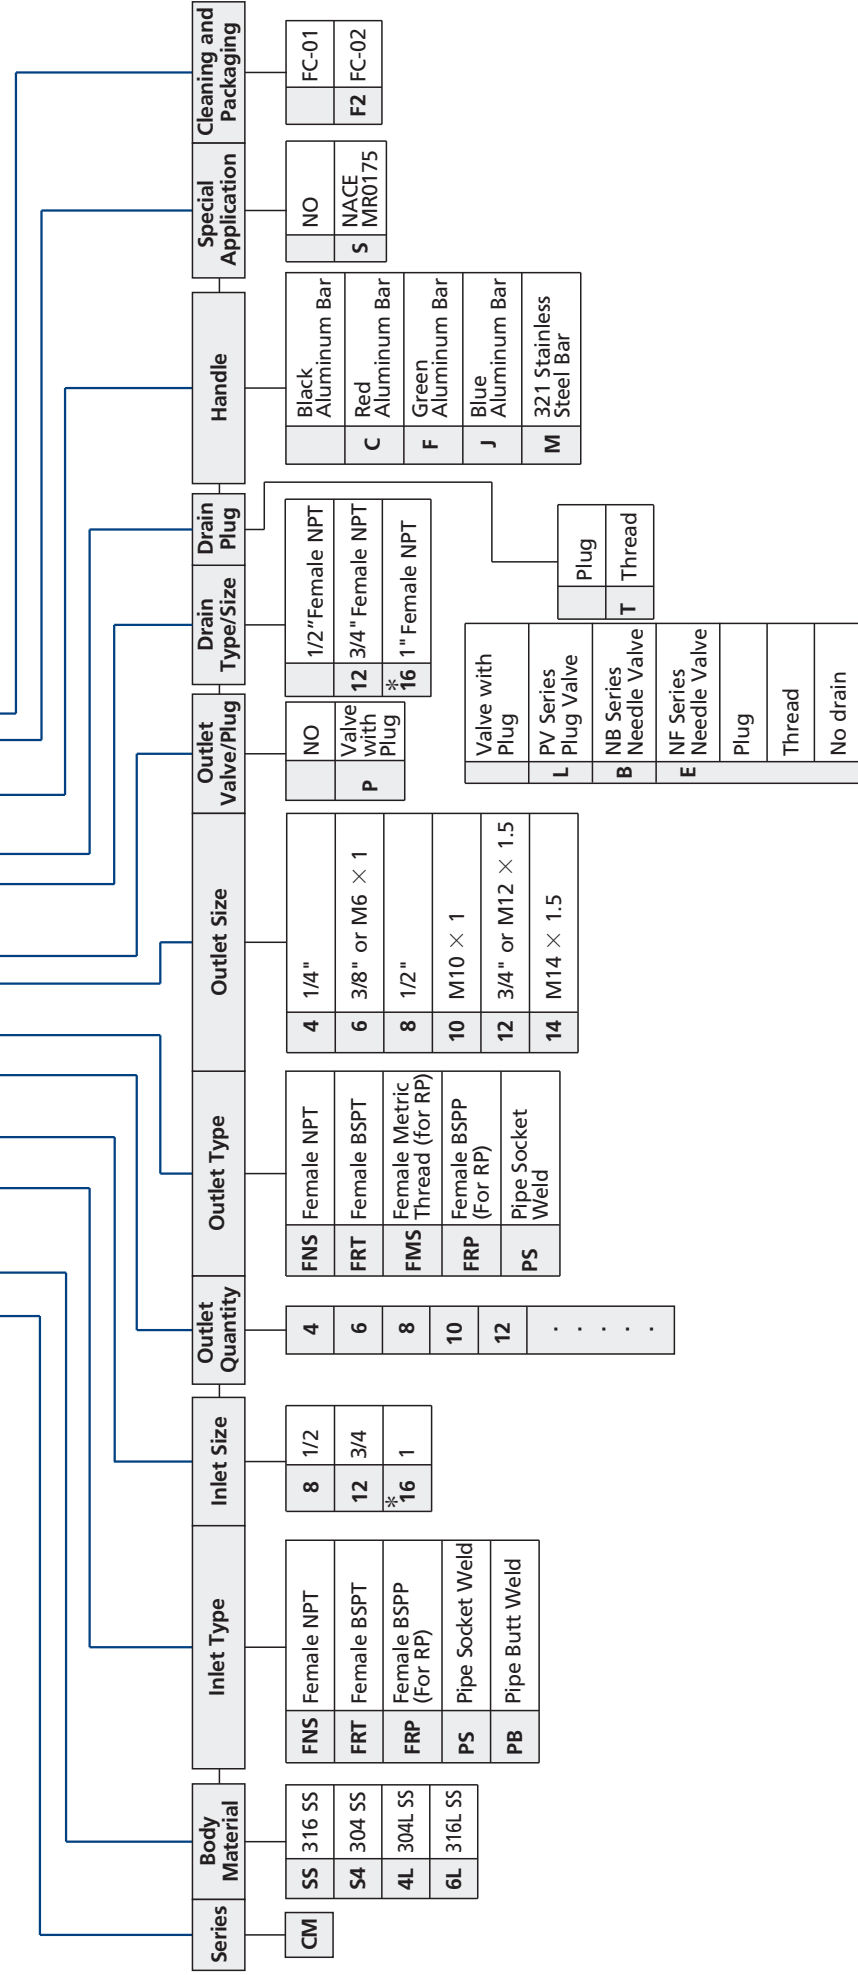 Series
CM
Body
Material
SS 316 SS
S4 304 SS
4L 304L SS
6L 316L SS
Inlet Type
FNS Female NPT
FRT Female BSPT
FRP Female BSPP
(For RP)
PS Pipe Socket Weld
PB Pipe Butt Weld
Inlet Size
8 1/2
12 3/4
*16 1
Outlet
Quantity
4
6
8
10
12
. . . . .
Outlet Type
FNS Female NPT
FRT Female BSPT
FMS Female Metric
Thread (for RP)
FRP Female BSPP
(For RP)
PS Pipe Socket
Weld
Outlet Size
4 1/4"
6 3/8" or M6 × 1
8 1/2"
10 M10 × 1
12 3/4" or M12 × 1.5
14 M14 × 1.5
Outlet
Valve/Plug
NO
P Valve
with
Plug
Drain
Type/Size
1/2"Female NPT
12 3/4" Female NPT
*16 1" Female NPT
Valve with
Plug
L PV Series
Plug Valve
B NB Series
Needle Valve
E NF Series
Needle Valve
Plug
Thread
No drain
Drain
Plug
Plug
T Thread
Handle
Black
Aluminum Bar
C Red
Aluminum Bar
F Green
Aluminum Bar
J Blue
Aluminum Bar
M 321 Stainless
Steel Bar
Special
Application
NO
S NACE
MR0175
Cleaning and
Packaging
FC-01
F2 FC-02